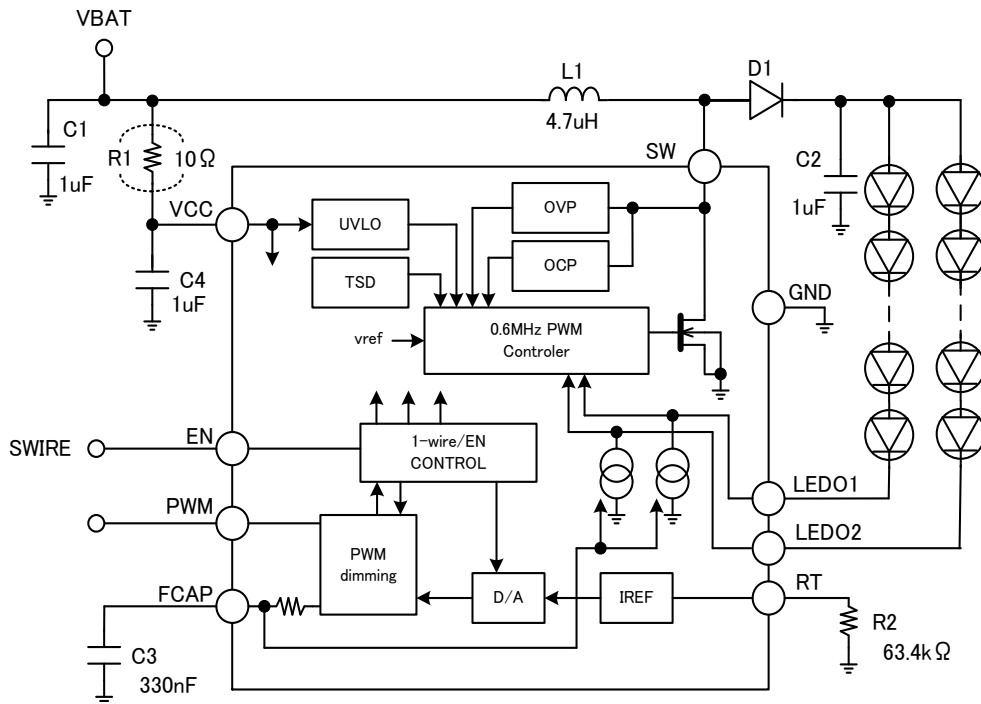 VBAT
L1
4.7uH
D1
C1
1uF
R1
10Ω
SW
C2
1uF
VCC
UVLO
OVP
TSD
OCP
C4
1uF
GND
vref
0.6MHz PWM
Controler
EN
SWIRE
1-wire/EN
CONTROL
LEDO1
PWM
LEDO2
PWM
dimming
FCAP
D/A
IREF
RT
R2
63.4kΩ
C3
330nF